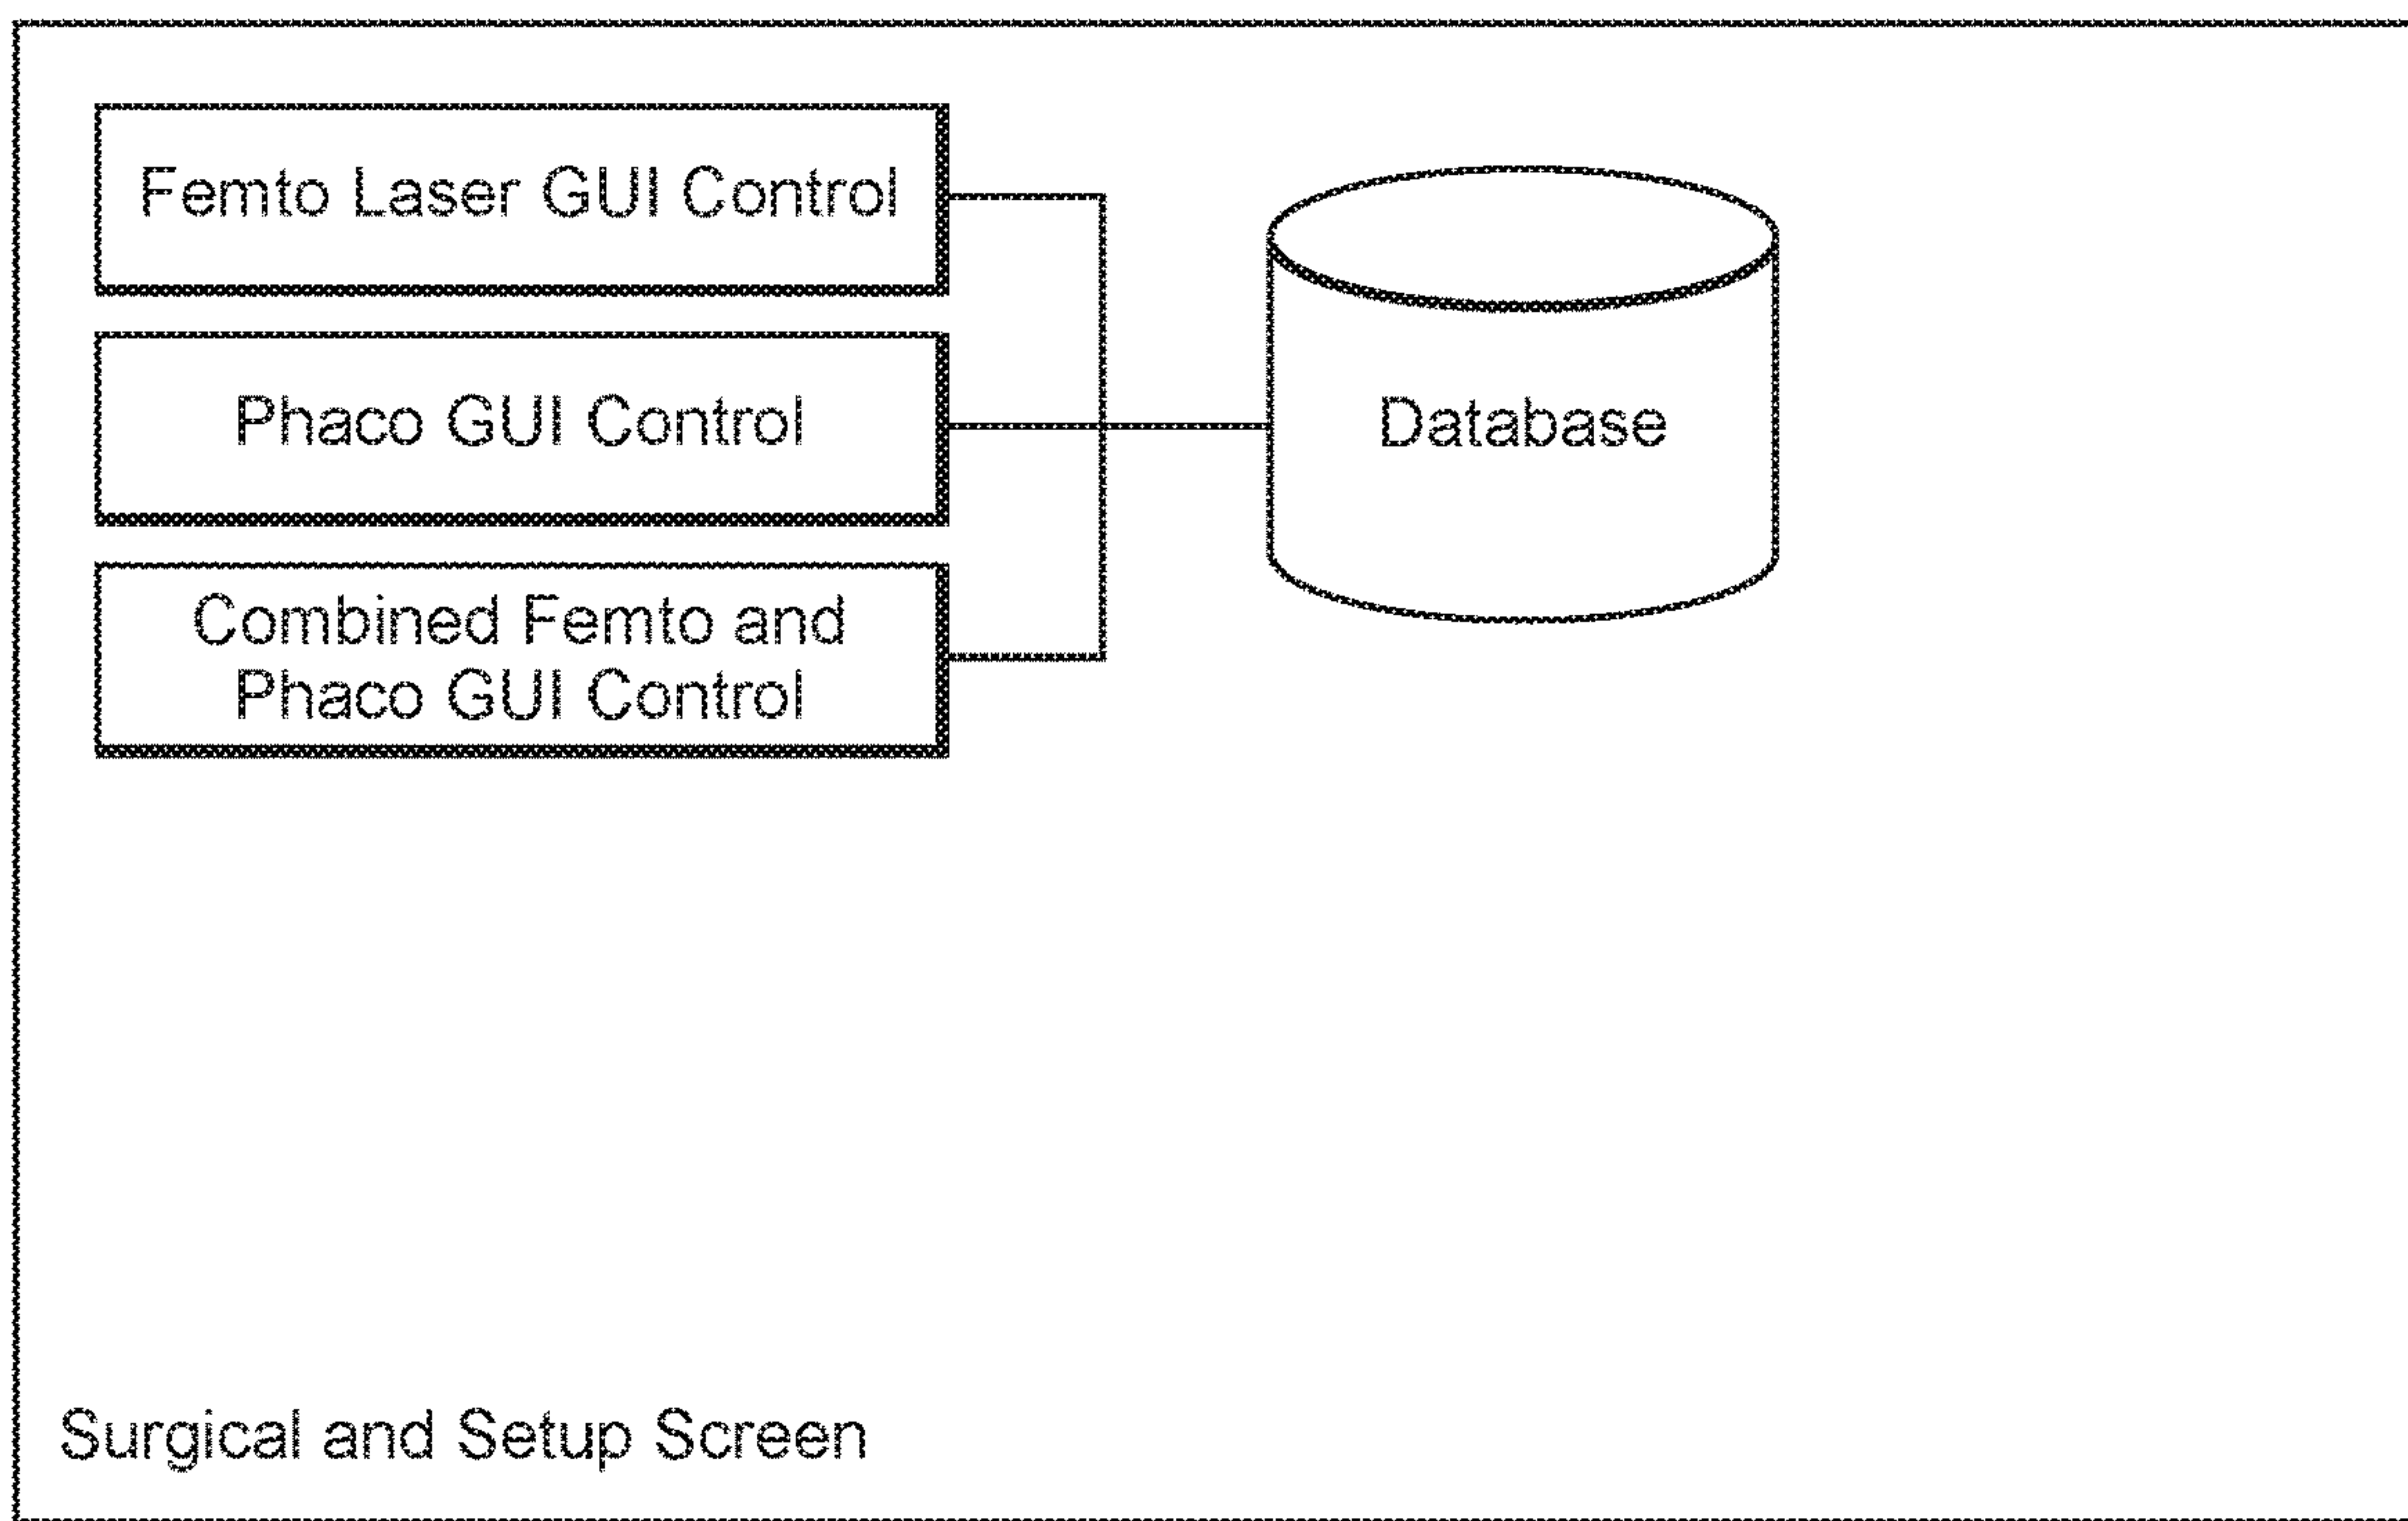 Femto Laser GUI Control
Phaco GUI Control
Combined Femto and
Phaco GUI Control
Database
Surgical and Setup Screen